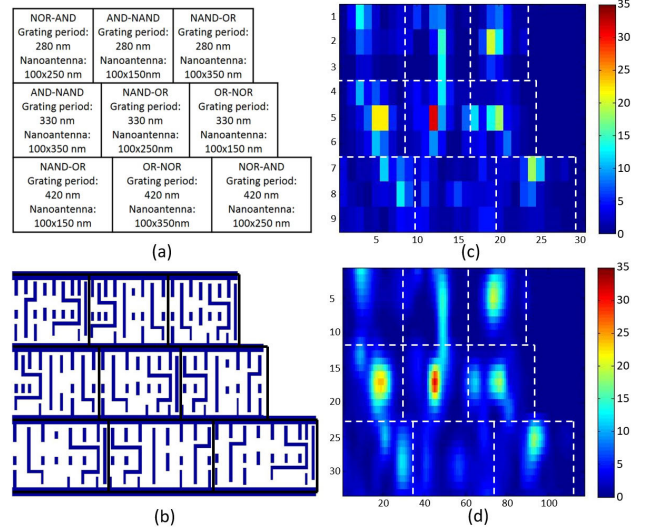 NOR-AND
Grating period:
280 nm
Nanoantenna:
100x250 nm
AND-NAND
Grating period:
280 nm
Nanoantenna:
100x150nm
NAND-OR
Grating period:
280 nm
Nanoantenna:
100x350 nm
AND-NAND
Grating period:
330 nm
Nanoantenna:
100x350 nm
NAND-OR
Grating period:
330 nm
Nanoantenna:
100x250nm
OR-NOR
Grating period:
330 nm
Nanoantenna:
100x150 nm
NAND-OR
Grating period:
420 nm
Nanoantenna:
100x150 nm
OR-NOR
Grating period:
420 nm
Nanoantenna:
100x350nm
NOR-AND
Grating period:
420 nm
Nanoantenna:
100x250 nm
(a)
1
2
3
4
5
6
7
8
9
5 10 15 20 25 30
35
30
25
20
15
10
5
0
(c)
(b)
5
10
15
20
25
30
20 40 60 80 100
35
30
25
20
15
10
5
0
(d)